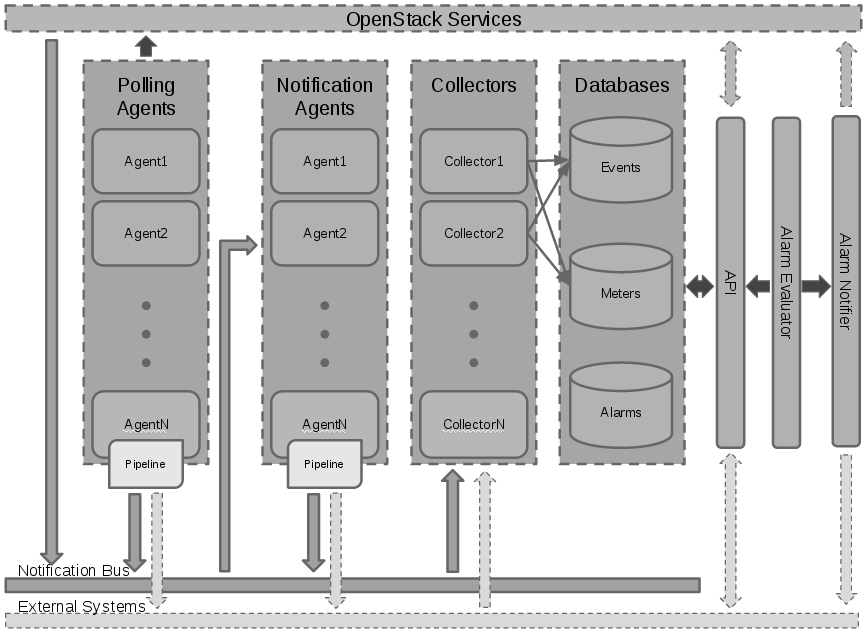 OpenStack Services
Polling
Agents
Agent1
Agent2
AgentN
Pipeline
Notification
Agents
Agent1
Agent2
AgentN
Pipeline
Collectors
Collector1
Collector2
CollectorN
Databases
Events
Meters
Alarms
API
Alarm Evaluator
Alarm Notifier
Notification Bus
External Systems